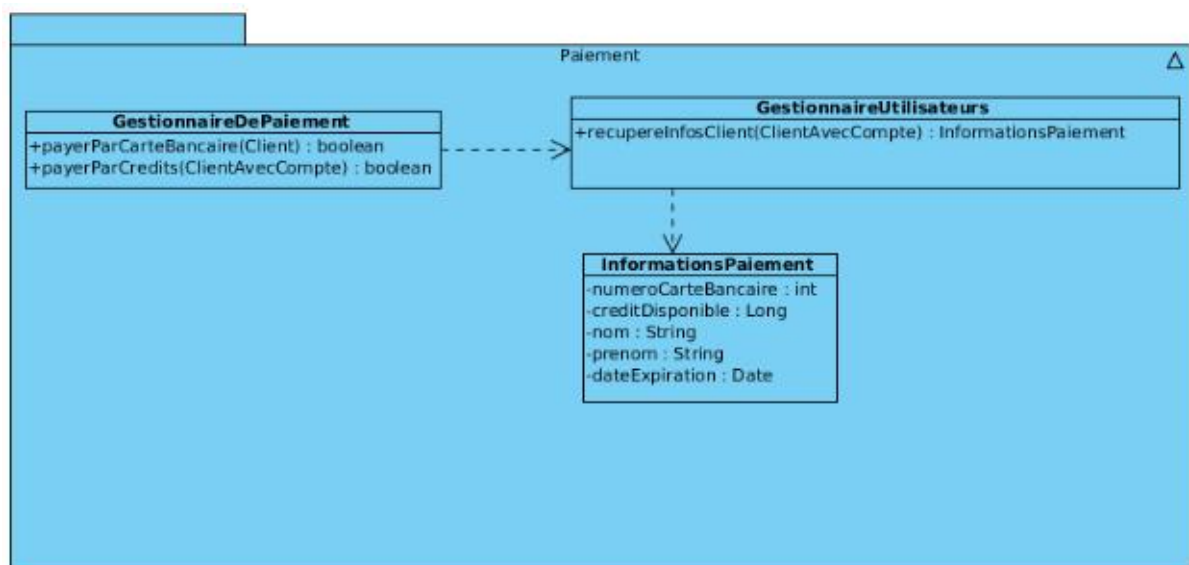 Paiement
GestionnaireDePaiement
+payerParCarteBancaire(Client) : boolean
+payerParCredits(ClientAvecCompte) : boolean
GestionnaireUtilisateurs
+recupereInfosClient(ClientAvecCompte) : InformationsPaiement
InformationsPaiement
-numeroCarteBancaire : int
-creditDisponible : Long
-nom : String
-prenom : String
-dateExpiration : Date